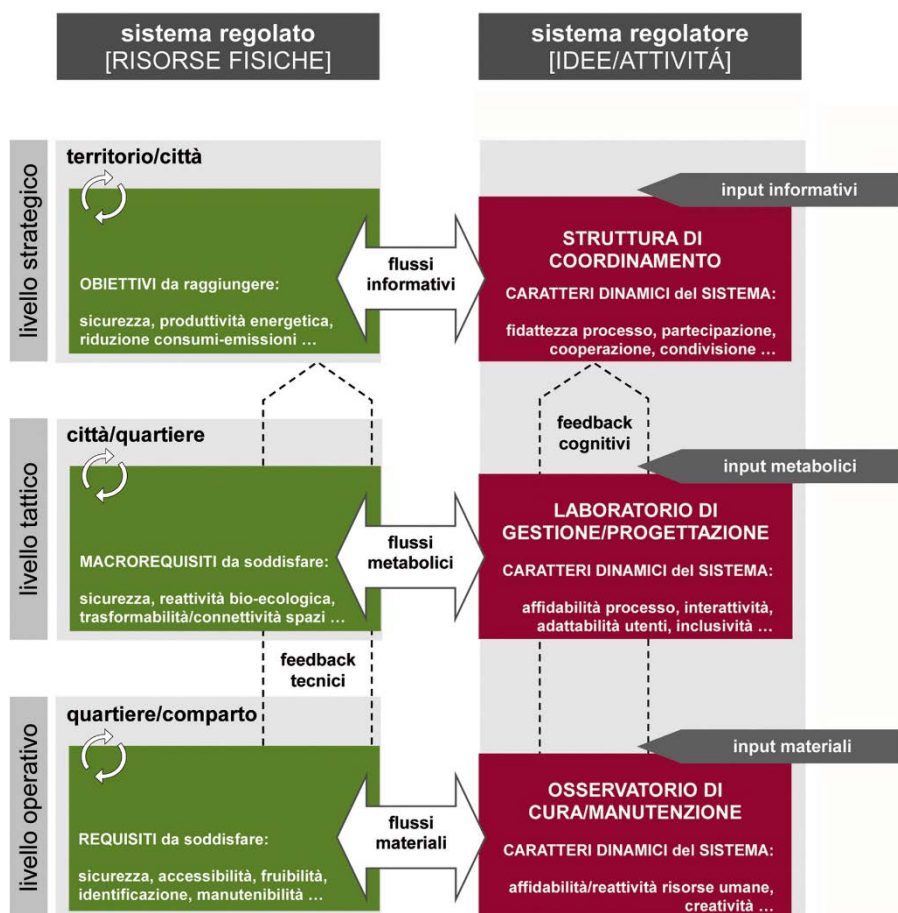 sistema regolato
[RISORSE FISICHE]
sistema regolatore
[IDEE/ATTIVITÁ]
livello strategico
territorio/città
OBIETTIVI da raggiungere:
sicurezza, produttività energetica,
riduzione consumi-emissioni ...
flussi
informativi
input informativi
STRUTTURA DI
COORDINAMENTO
CARATTERI DINAMICI del SISTEMA:
fidattezza processo, partecipazione,
cooperazione, condivisione ...
livello tattico
città/quartiere
MACROREQUISITI da soddisfare:
sicurezza, reattività bio-ecologica,
trasformabilità/connettività spazi ...
flussi
metabolici
feedback
cognitivi
input metabolici
LABORATORIO DI
GESTIONE/PROGETTAZIONE
CARATTERI DINAMICI del SISTEMA:
affidabilità processo, interattività,
adattabilità utenti, inclusività ...
feedback
tecnici
livello operativo
quartiere/comparto
REQUISITI da soddisfare:
sicurezza, accessibilità, fruibilità,
identificazione, manutenibilità ...
flussi
materiali
input materiali
OSSERVATORIO DI
CURA/MANUTENZIONE
CARATTERI DINAMICI del SISTEMA:
affidabilità/reattività risorse umane,
creatività ...